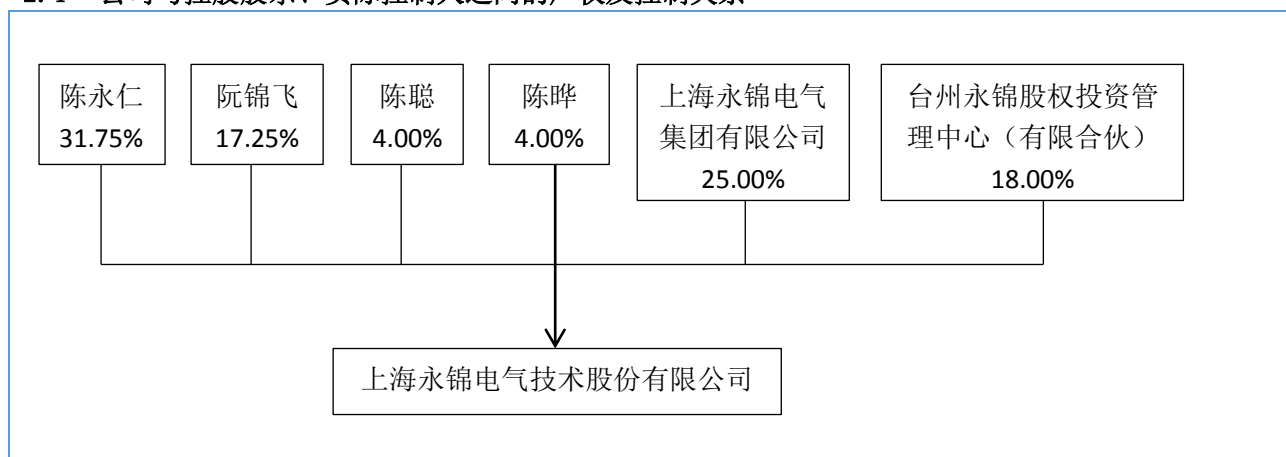 陈永仁
31.75%
阮锦飞
17.25%
陈聪
4.00%
陈晔
4.00%
上海永锦电气
集团有限公司
25.00%
台州永锦股权投资管
理中心（有限合伙）
18.00%
上海永锦电气技术股份有限公司